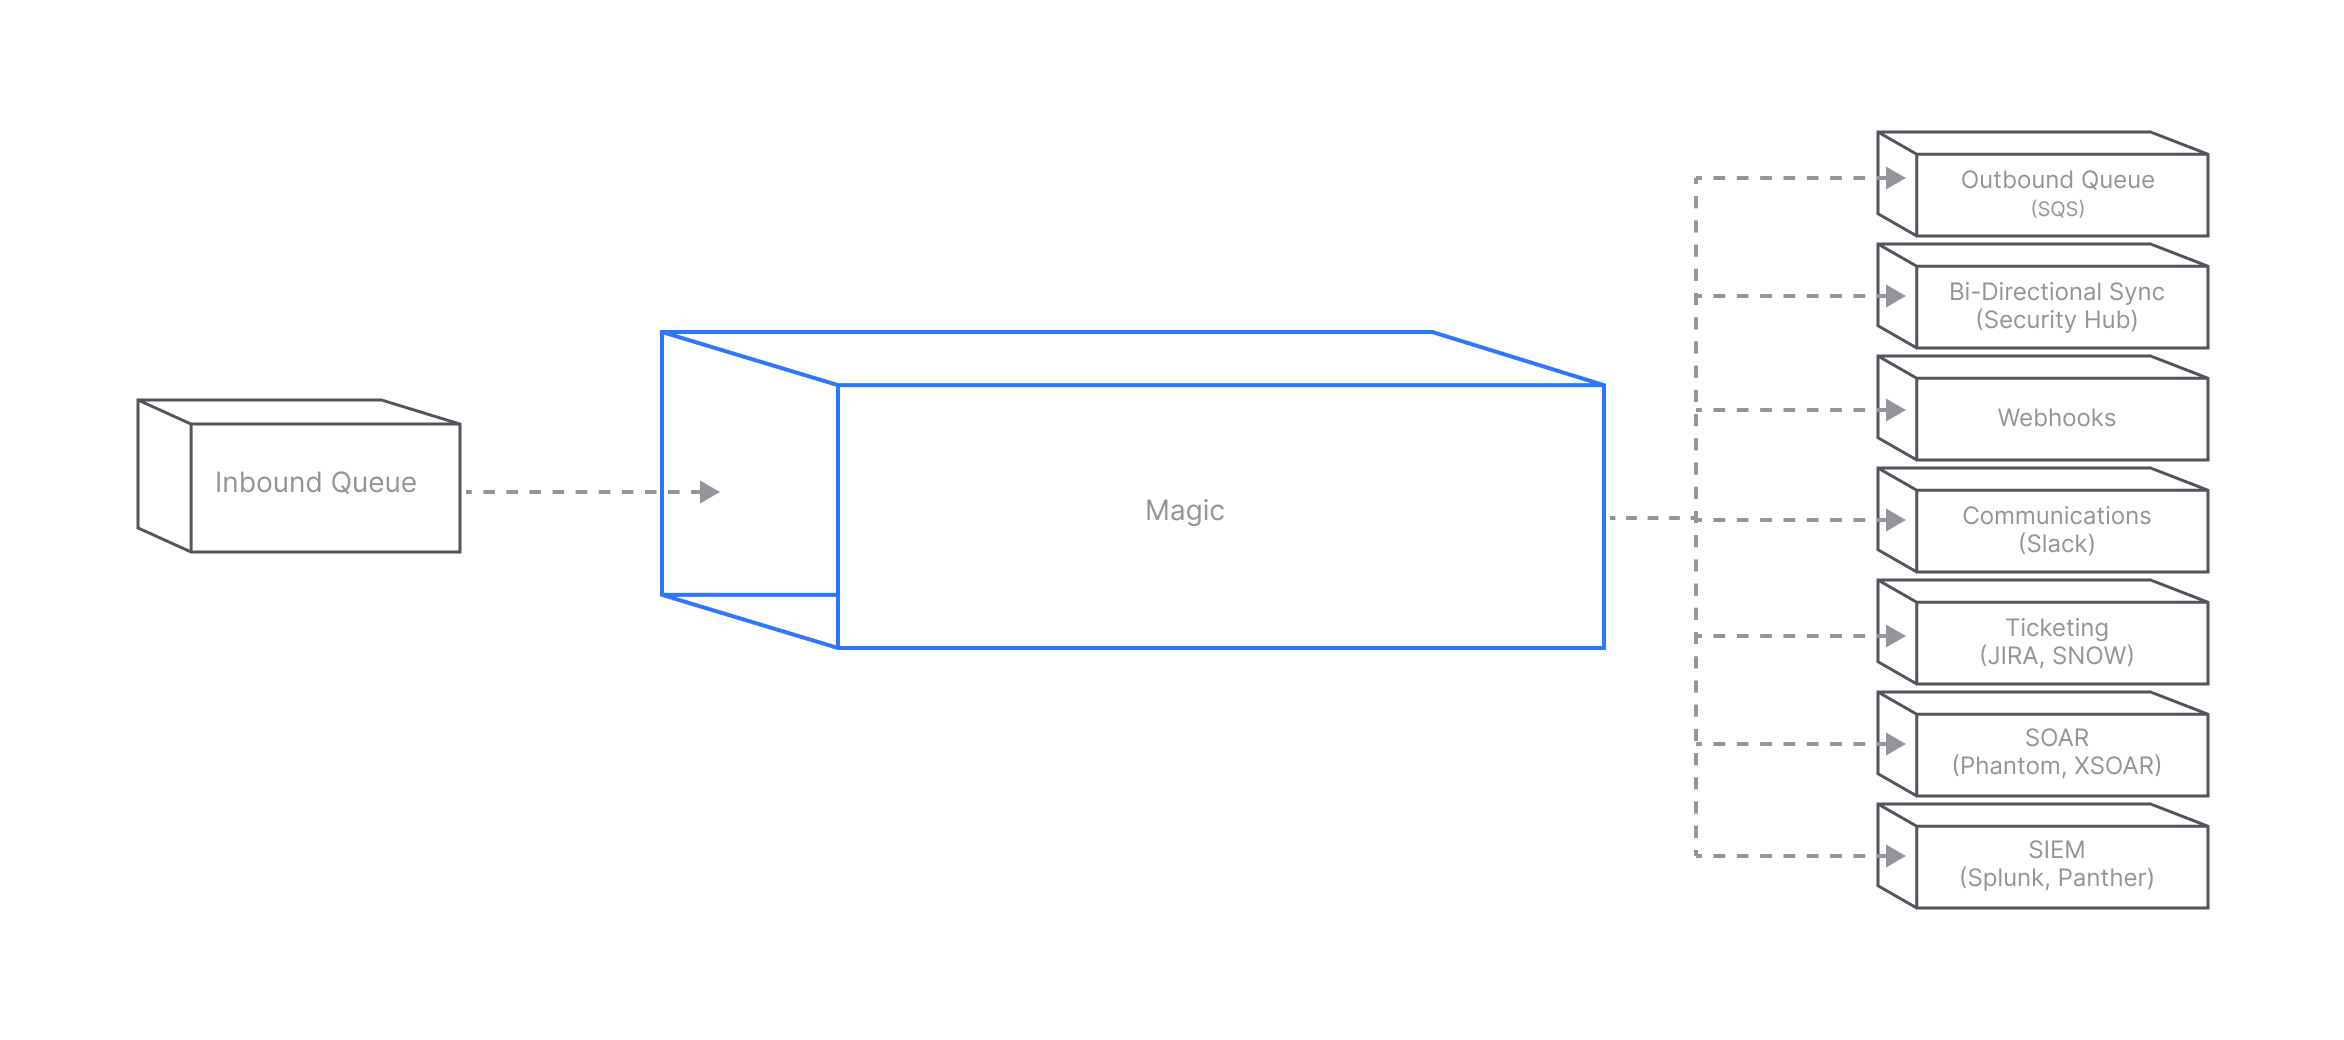 Inbound Queue
Magic
Outbound Queue
(SQS)
Bi-Directional Sync
(Security Hub)
Webhooks
Communications
(Slack)
Ticketing
(JIRA, SNOW)
SOAR
(Phantom, XSOAR)
SIEM
(Splunk, Panther)